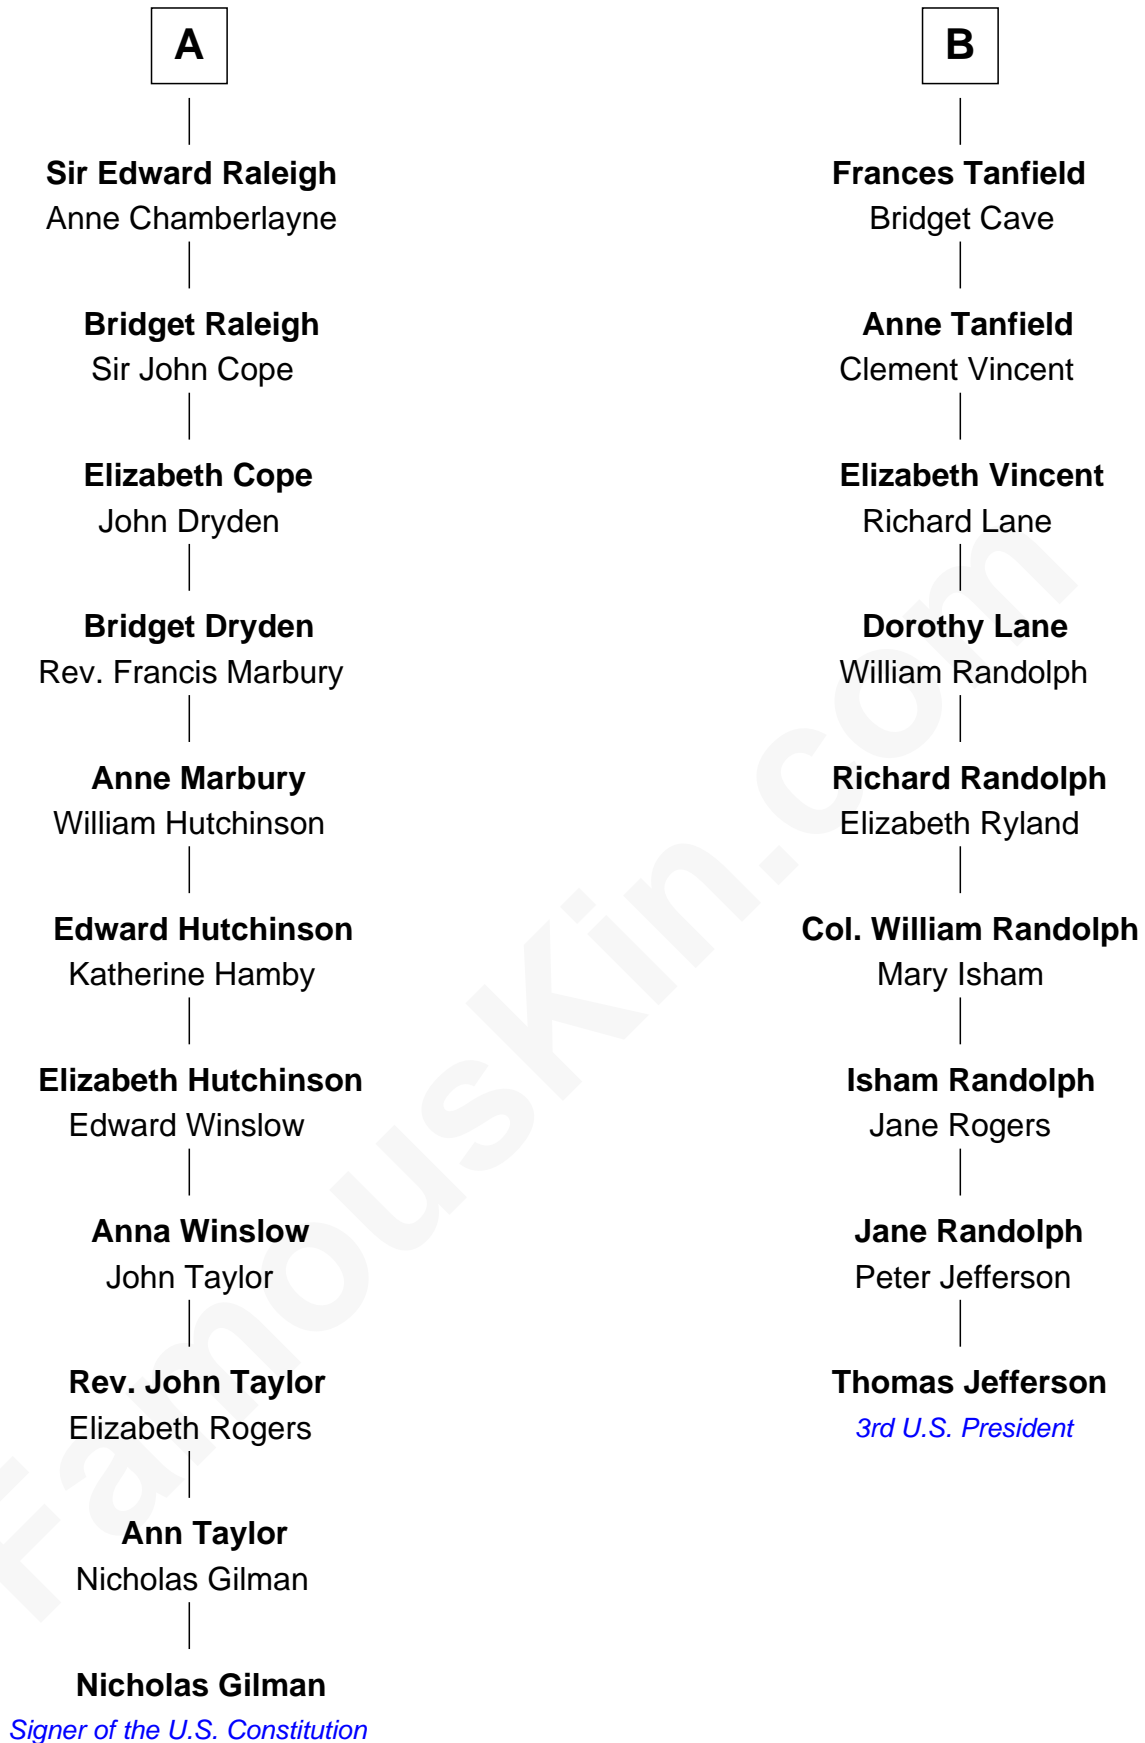 A
Sir Edward Raleigh
Anne Chamberlayne
Bridget Raleigh
Sir John Cope
Elizabeth Cope
John Dryden
Bridget Dryden
Rev. Francis Marbury
Anne Marbury
William Hutchinson
Edward Hutchinson
Katherine Hamby
Elizabeth Hutchinson
Edward Winslow
Anna Winslow
John Taylor
Rev. John Taylor
Elizabeth Rogers
Ann Taylor
Nicholas Gilman
Nicholas Gilman
Signer of the U.S. Constitution
B
Frances Tanfield
Bridget Cave
Anne Tanfield
Clement Vincent
Elizabeth Vincent
Richard Lane
Dorothy Lane
William Randolph
Richard Randolph
Elizabeth Ryland
Col. William Randolph
Mary Isham
Isham Randolph
Jane Rogers
Jane Randolph
Peter Jefferson
Thomas Jefferson
3rd U.S. President
FamousKin.com